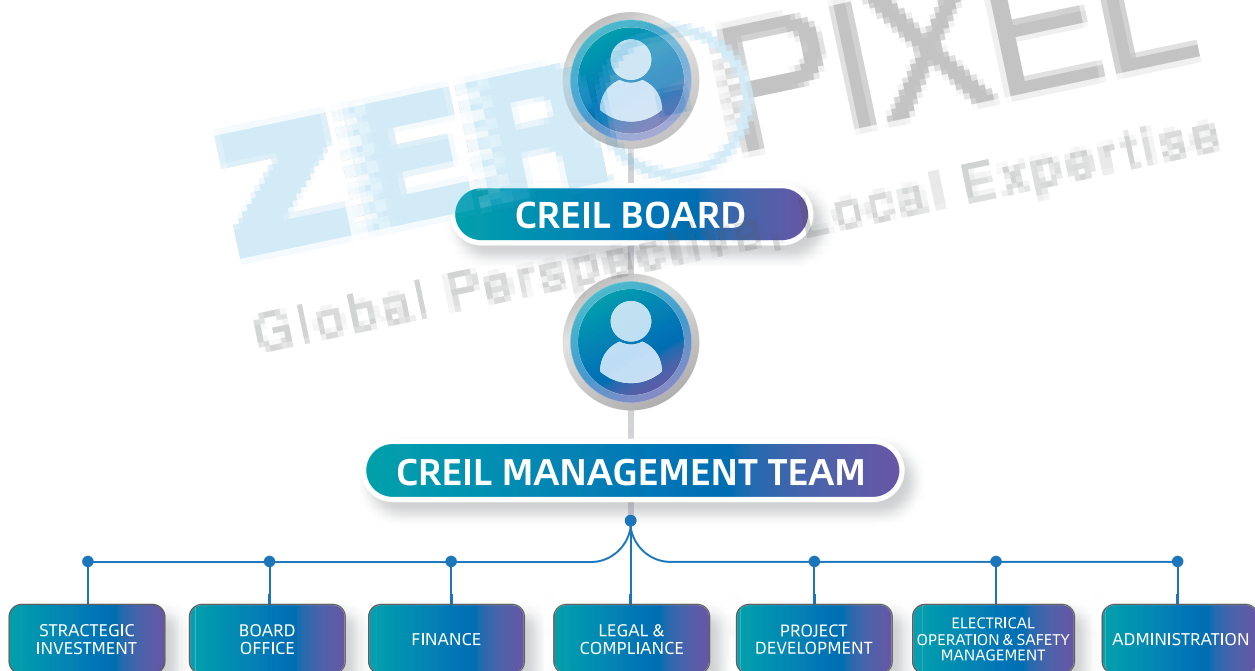 ZERO PIXEL
Global Perspective, Local Expertise
CREIL BOARD
CREIL MANAGEMENT TEAM
STRACTEGIC
INVESTMENT
BOARD
OFFICE
FINANCE
LEGAL &
COMPLIANCE
PROJECT
DEVELOPMENT
ELECTRICAL
OPERATION & SAFETY
MANAGEMENT
ADMINISTRATION